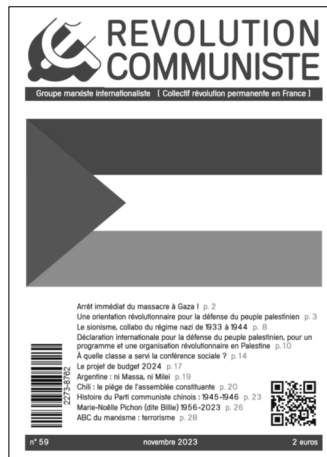 REVOLUTION
COMMUNISTE
Groupe marxiste internationaliste [ Collectif révolution permanente en France ]
Arrêt immédiat du massacre à Gaza ! p. 2
Une orientation révolutionnaire pour la défense du peuple palestinien p. 3
Le sionisme, collabo du régime nazi de 1933 à 1944 p. 8
Déclaration internationale pour la défense du peuple palestinien, pour un
programme et une organisation révolutionnaire en Palestine p. 10
À quelle classe a servi la conférence sociale ? p. 14
Le projet de budget 2024 p. 17
Argentine : ni Massa, ni Milei p. 19
Chili : le piège de l'assemblée constituante p. 20
Histoire du Parti communiste chinois : 1945-1946 p. 23
Marie-Noëlle Pichon (dite Billie) 1956-2023 p. 26
ABC du marxisme : terrorisme p. 28
2273-8762
n° 59 novembre 2023 2 euros